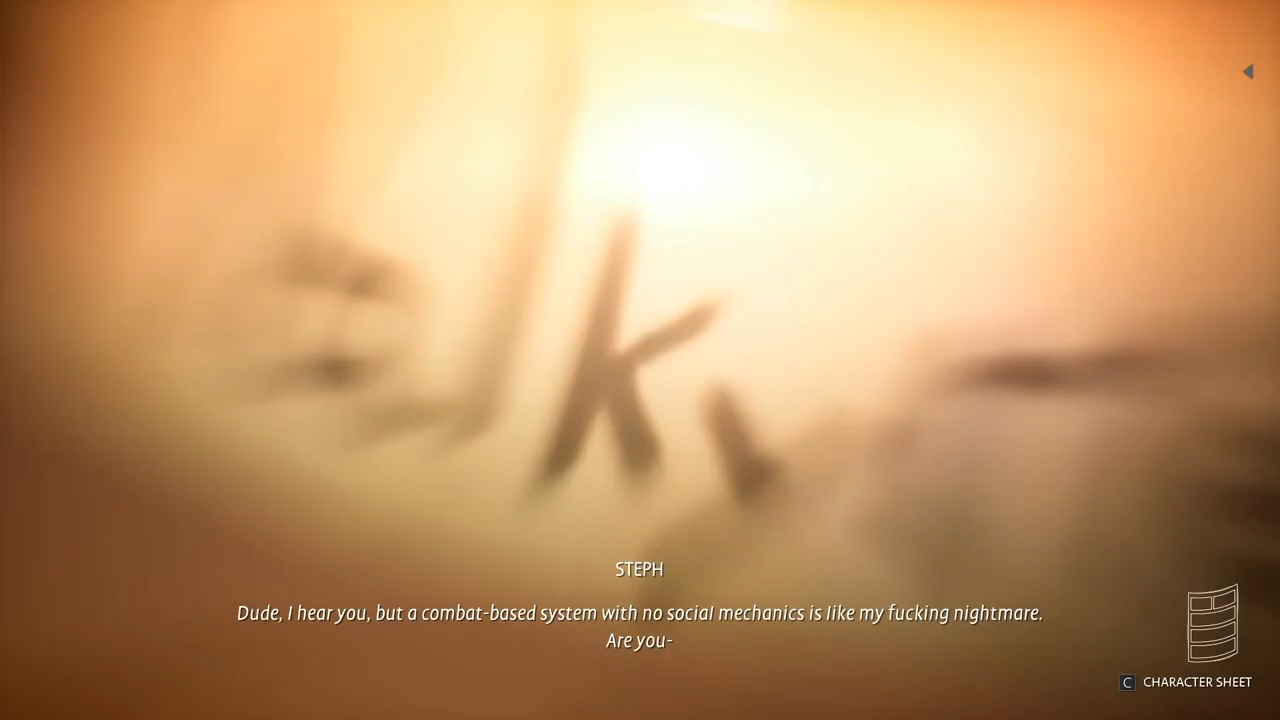 k
STEPH
Dude, I hear you, but a combat-based system with no social mechanics is like my fucking nightmare.
Are you-
C CHARACTER SHEET